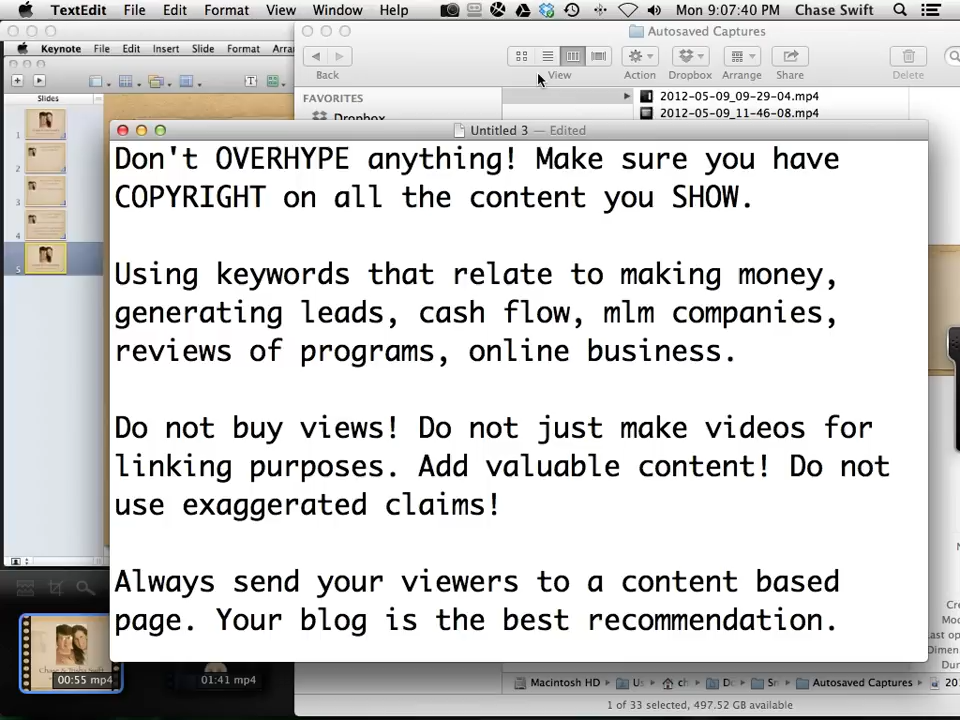 TextEdit File Edit Format View Window Help Mon 9:07:40 PM Chase Swift
Autosaved Captures
Keynote File Edit Insert Slide Format
Back View Action Dropbox Arrange Share Delete
Slides
FAVORITES
Dropbox
2012-05-09_09-29-04.mp4
2012-05-09_11-46-08.mp4
1
2
3
4
5
Untitled 3 — Edited
Don't OVERHYPE anything! Make sure you have
COPYRIGHT on all the content you SHOW.
Using keywords that relate to making money,
generating leads, cash flow, mlm companies,
reviews of programs, online business.
Do not buy views! Do not just make videos for
linking purposes. Add valuable content! Do not
use exaggerated claims!
Always send your viewers to a content based
page. Your blog is the best recommendation.
00:55 mp4
01:41 mp4
Macintosh HD Autosaved Captures
1 of 33 selected, 497.52 GB available